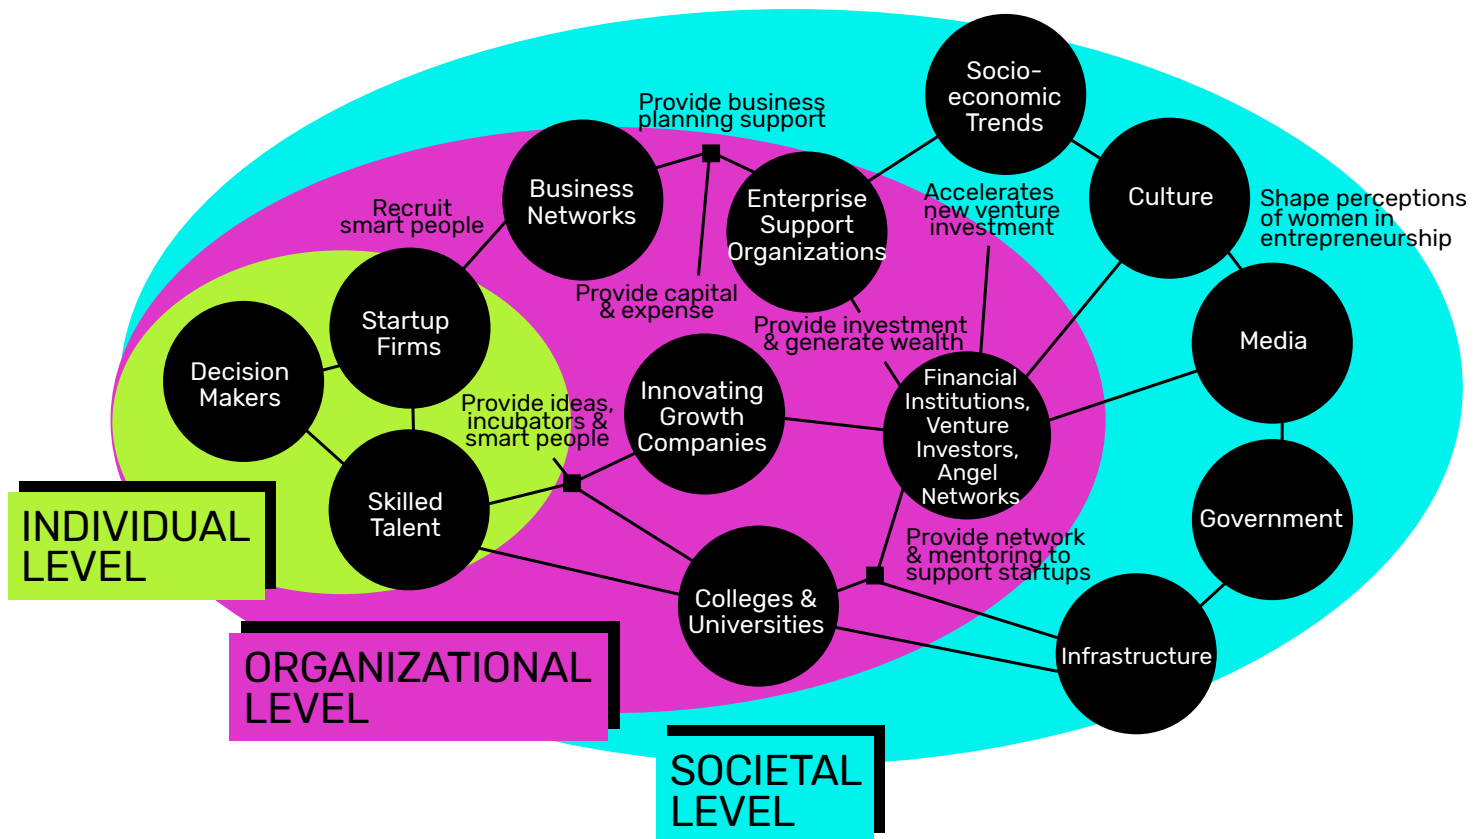 Socio-
economic
Trends
Provide business
planning support
Business
Networks
Enterprise
Support
Organizations
Accelerates
new venture
investment
Culture
Shape perceptions
of women in
entrepreneurship
Recruit
smart people
Startup
Firms
Decision
Makers
Provide capital
& expense
Provide investment
& generate wealth
Media
Provide ideas,
incubators &
smart people
Innovating
Growth
Companies
Financial
Institutions,
Venture
Investors,
Angel
Networks
Skilled
Talent
Government
INDIVIDUAL
LEVEL
Provide network
& mentoring to
support startups
Colleges &
Universities
Infrastructure
ORGANIZATIONAL
LEVEL
SOCIETAL
LEVEL